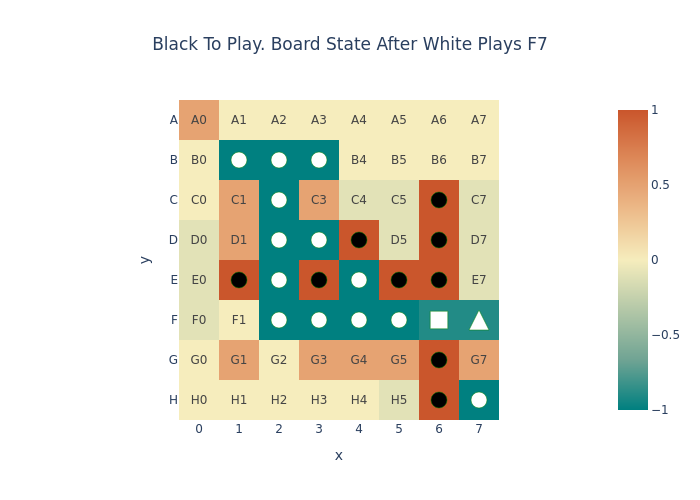 Black To Play. Board State After White Plays F7
A A0 A1 A2 A3 A4 A5 A6 A7
B B0 B4 B5 B6 B7
C C0 C1 C3 C4 C5 C7
D D0 D1 D5 D7
E E0 E7
F F0 F1
G G0 G1 G2 G3 G4 G5 G7
H H0 H1 H2 H3 H4 H5
0 1 2 3 4 5 6 7
x
y
1
0.5
0
−0.5
−1